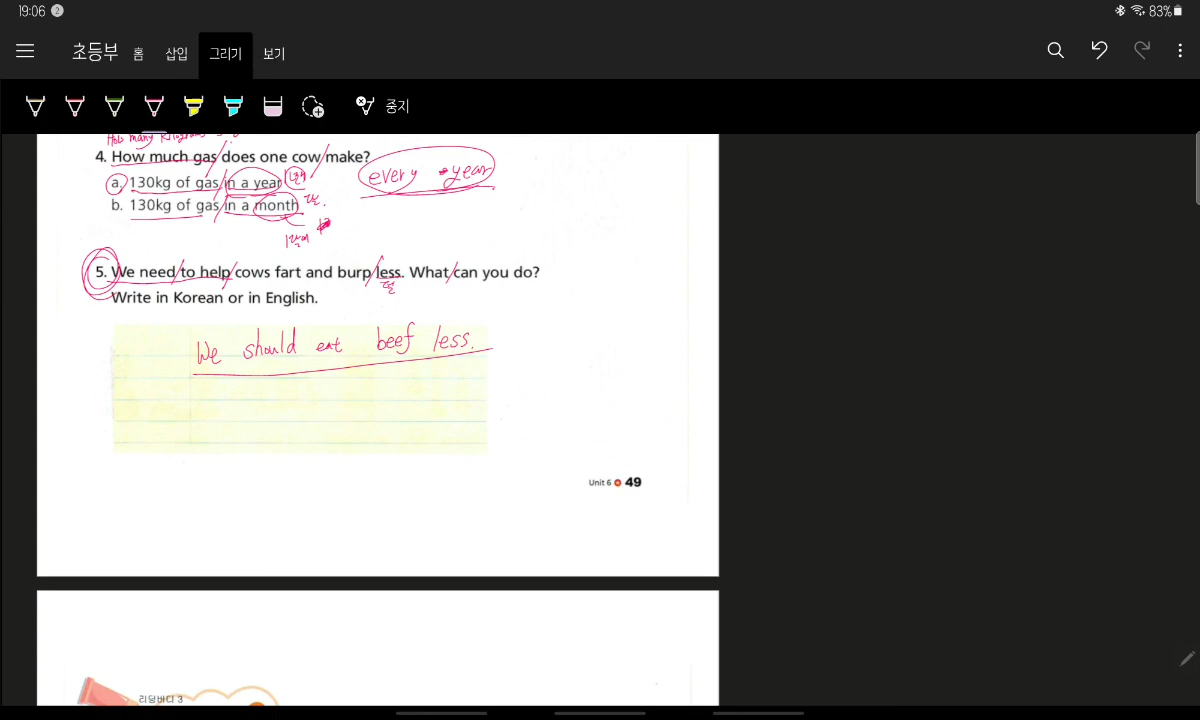 19:06 2 83%
초등부 홈 삽입 그리기 보기
중지
How many
4. How much gas does one cow make?
every year
a. 130kg of gas in a year
b. 130kg of gas in a month
5. We need to help cows fart and burp less. What can you do?
덜
Write in Korean or in English.
We should eat beef less.
Unit 6 49
리딩버디 3